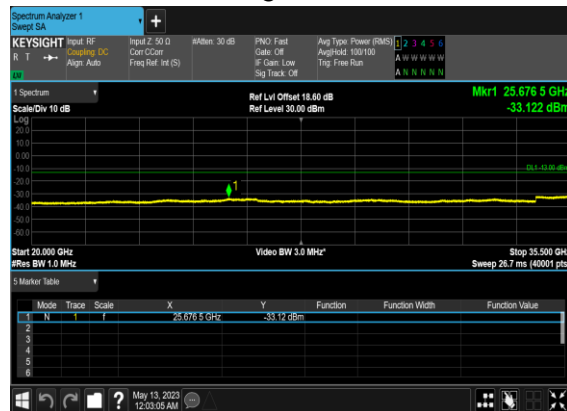 Spectrum Analyzer 1
Swept SA
+
KEYSIGHT Input: RF Input Z: 50 Ω #Atten: 30 dB PNO: Fast Avg Type: Power (RMS) 1 2 3 4 5 6
R T Coupling: DC Corr CCorr Gate: Off Avg|Hold: 100/100 A W W W W W
Align: Auto Freq Ref: Int (S) IF Gain: Low Trig: Free Run
Sig Track: Off A N N N N N
1 Spectrum
Ref Lvl Offset 18.60 dB Mkr1 25.676 5 GHz
Scale/Div 10 dB Ref Level 30.00 dBm -33.122 dBm
Log
20.0
10.0
0.00
-10.0
DL1 -13.00 dBm
-20.0
1
-30.0
-40.0
-50.0
-60.0
Start 20.000 GHz Video BW 3.0 MHz* Stop 35.500 GHz
#Res BW 1.0 MHz Sweep 26.7 ms (40001 pts)
5 Marker Table
Mode Trace Scale X Y Function Function Width Function Value
1 N 1 f 25.676 5 GHz -33.12 dBm
2
3
4
5
6
? May 13, 2023
12:03:05 AM